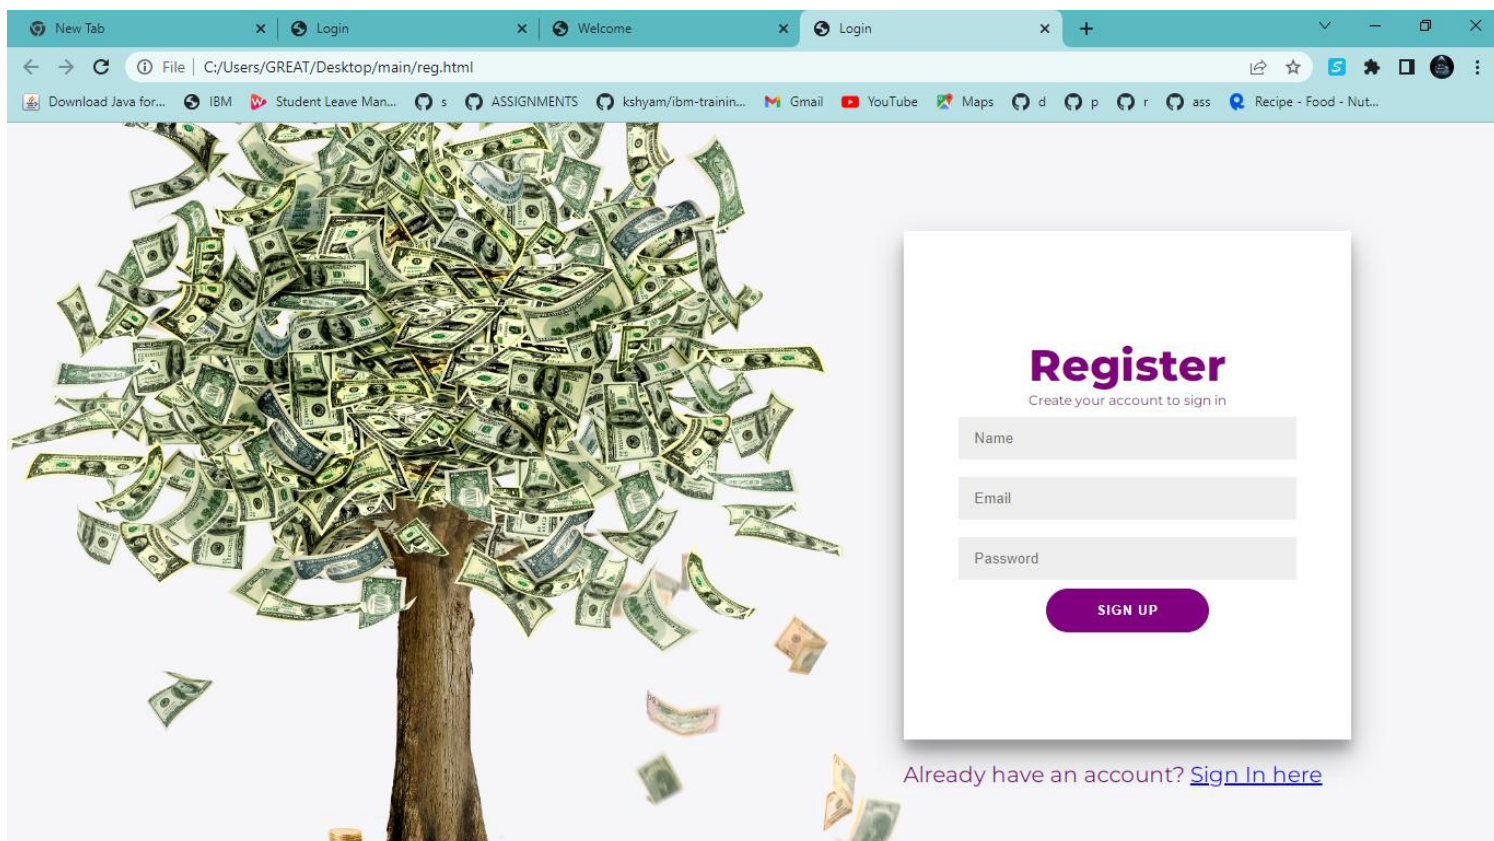 New Tab
Login
Welcome
Login
File
C:/Users/GREAT/Desktop/main/reg.html
Download Java for...
IBM
Student Leave Man...
s
ASSIGNMENTS
kshyam/ibm-trainin...
Gmail
YouTube
Maps
d
p
r
ass
Recipe - Food - Nut...
Register
Create your account to sign in
Name
Email
Password
SIGN UP
Already have an account? Sign In here